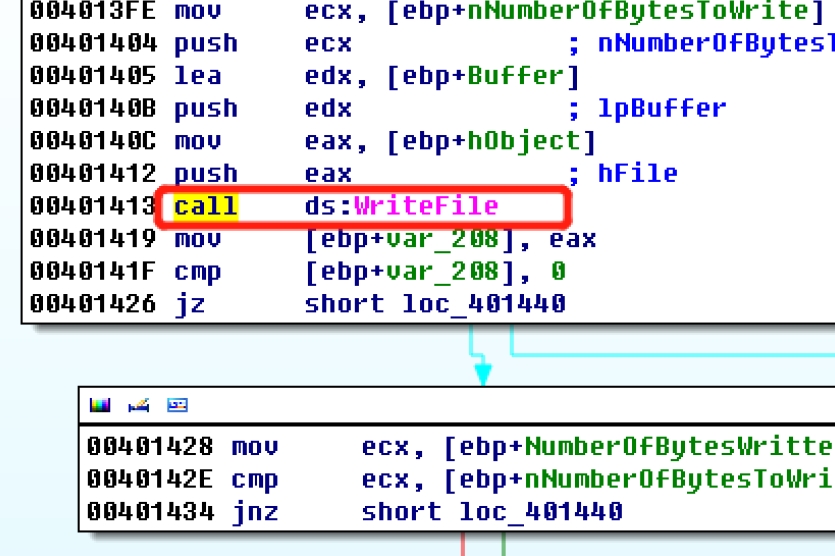 004013FE mov ecx, [ebp+nNumberOfBytesToWrite]
00401404 push ecx ; nNumberOfBytesT
00401405 lea edx, [ebp+Buffer]
0040140B push edx ; lpBuffer
0040140C mov eax, [ebp+hObject]
00401412 push eax ; hFile
00401413 call ds:WriteFile
00401419 mov [ebp+var_208], eax
0040141F cmp [ebp+var_208], 0
00401426 jz short loc_401440
00401428 mov ecx, [ebp+NumberOfBytesWritte
0040142E cmp ecx, [ebp+nNumberOfBytesToWri
00401434 jnz short loc_401440